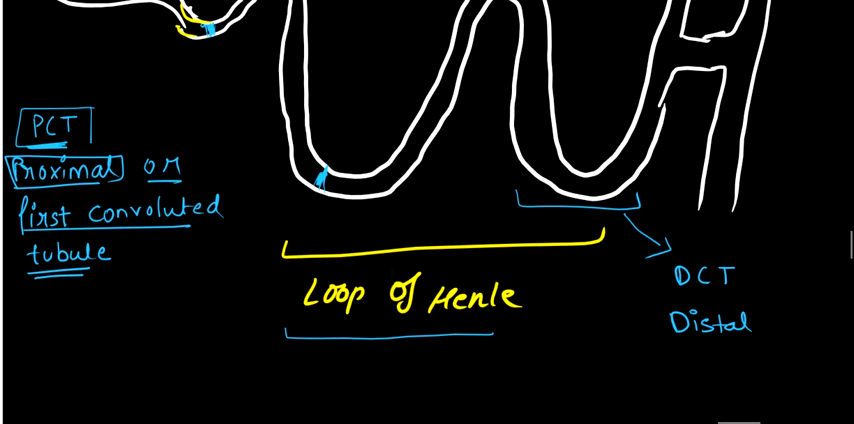 PCT
Proximal or
first convoluted
tubule
Loop of Henle
DCT
Distal